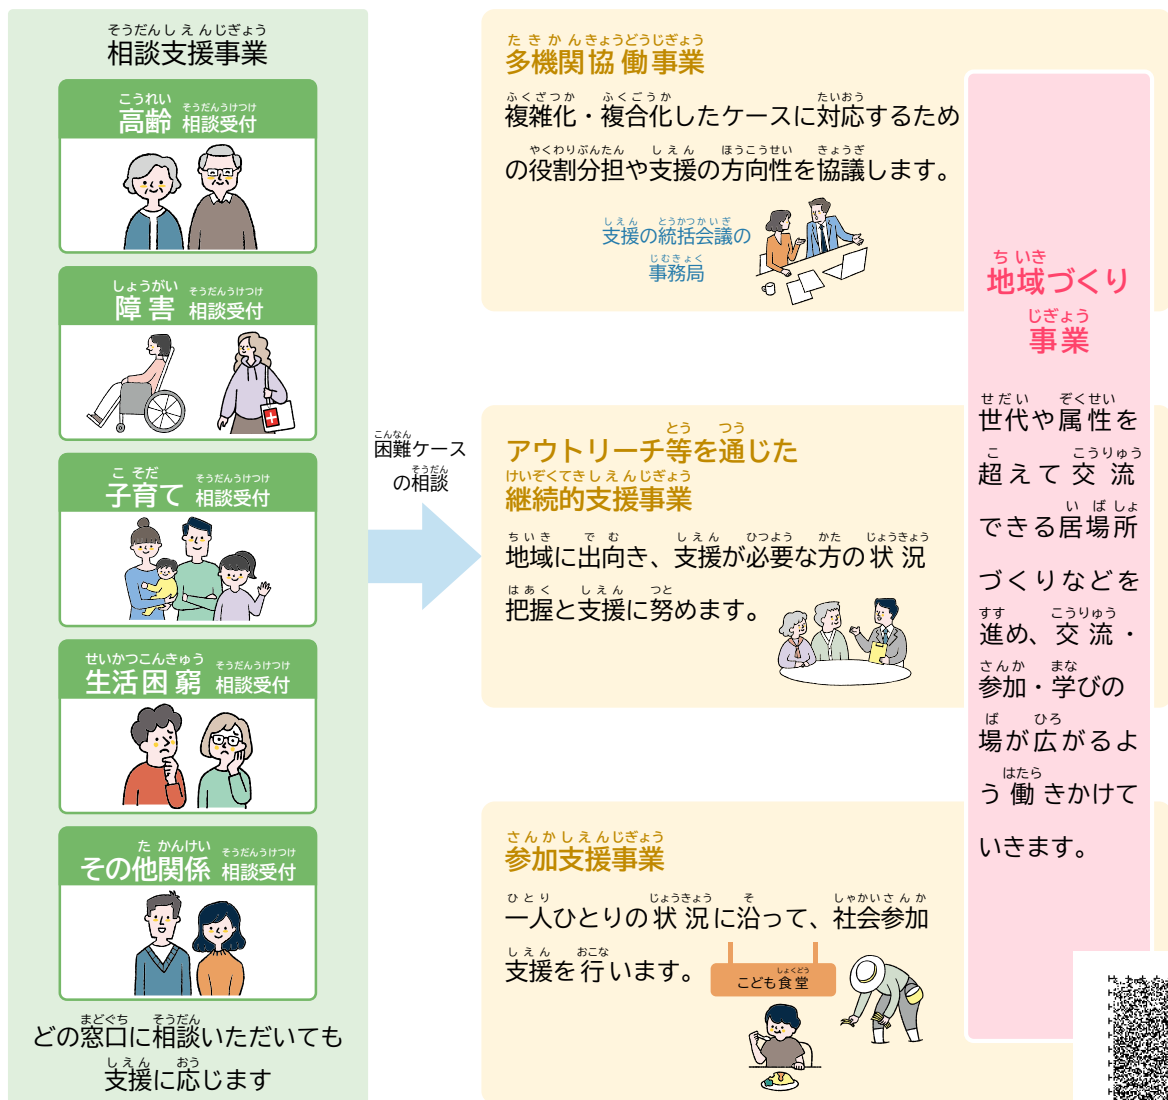 相談支援事業
高齢 相談受付
障害 相談受付
子育て 相談受付
生活困窮 相談受付
その他関係 相談受付
どの窓口に相談いただいても
支援に応じます
困難ケース
の相談
多機関協働事業
複雑化・複合化したケースに対応するため
の役割分担や支援の方向性を協議します。
支援の統括会議の
事務局
アウトリーチ等を通じた
継続的支援事業
地域に出向き、支援が必要な方の状況
把握と支援に努めます。
参加支援事業
一人ひとりの状況に沿って、社会参加
支援を行います。
こども食堂
地域づくり
事業
世代や属性を
超えて交流
できる居場所
づくりなどを
進め、交流・
参加・学びの
場が広がるよ
う働きかけて
いきます。